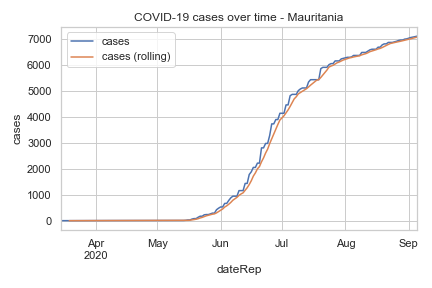 COVID-19 cases over time - Mauritania
cases
cases (rolling)
7000
6000
5000
4000
3000
2000
1000
0
cases
Apr
2020
May
Jun
Jul
Aug
Sep
dateRep